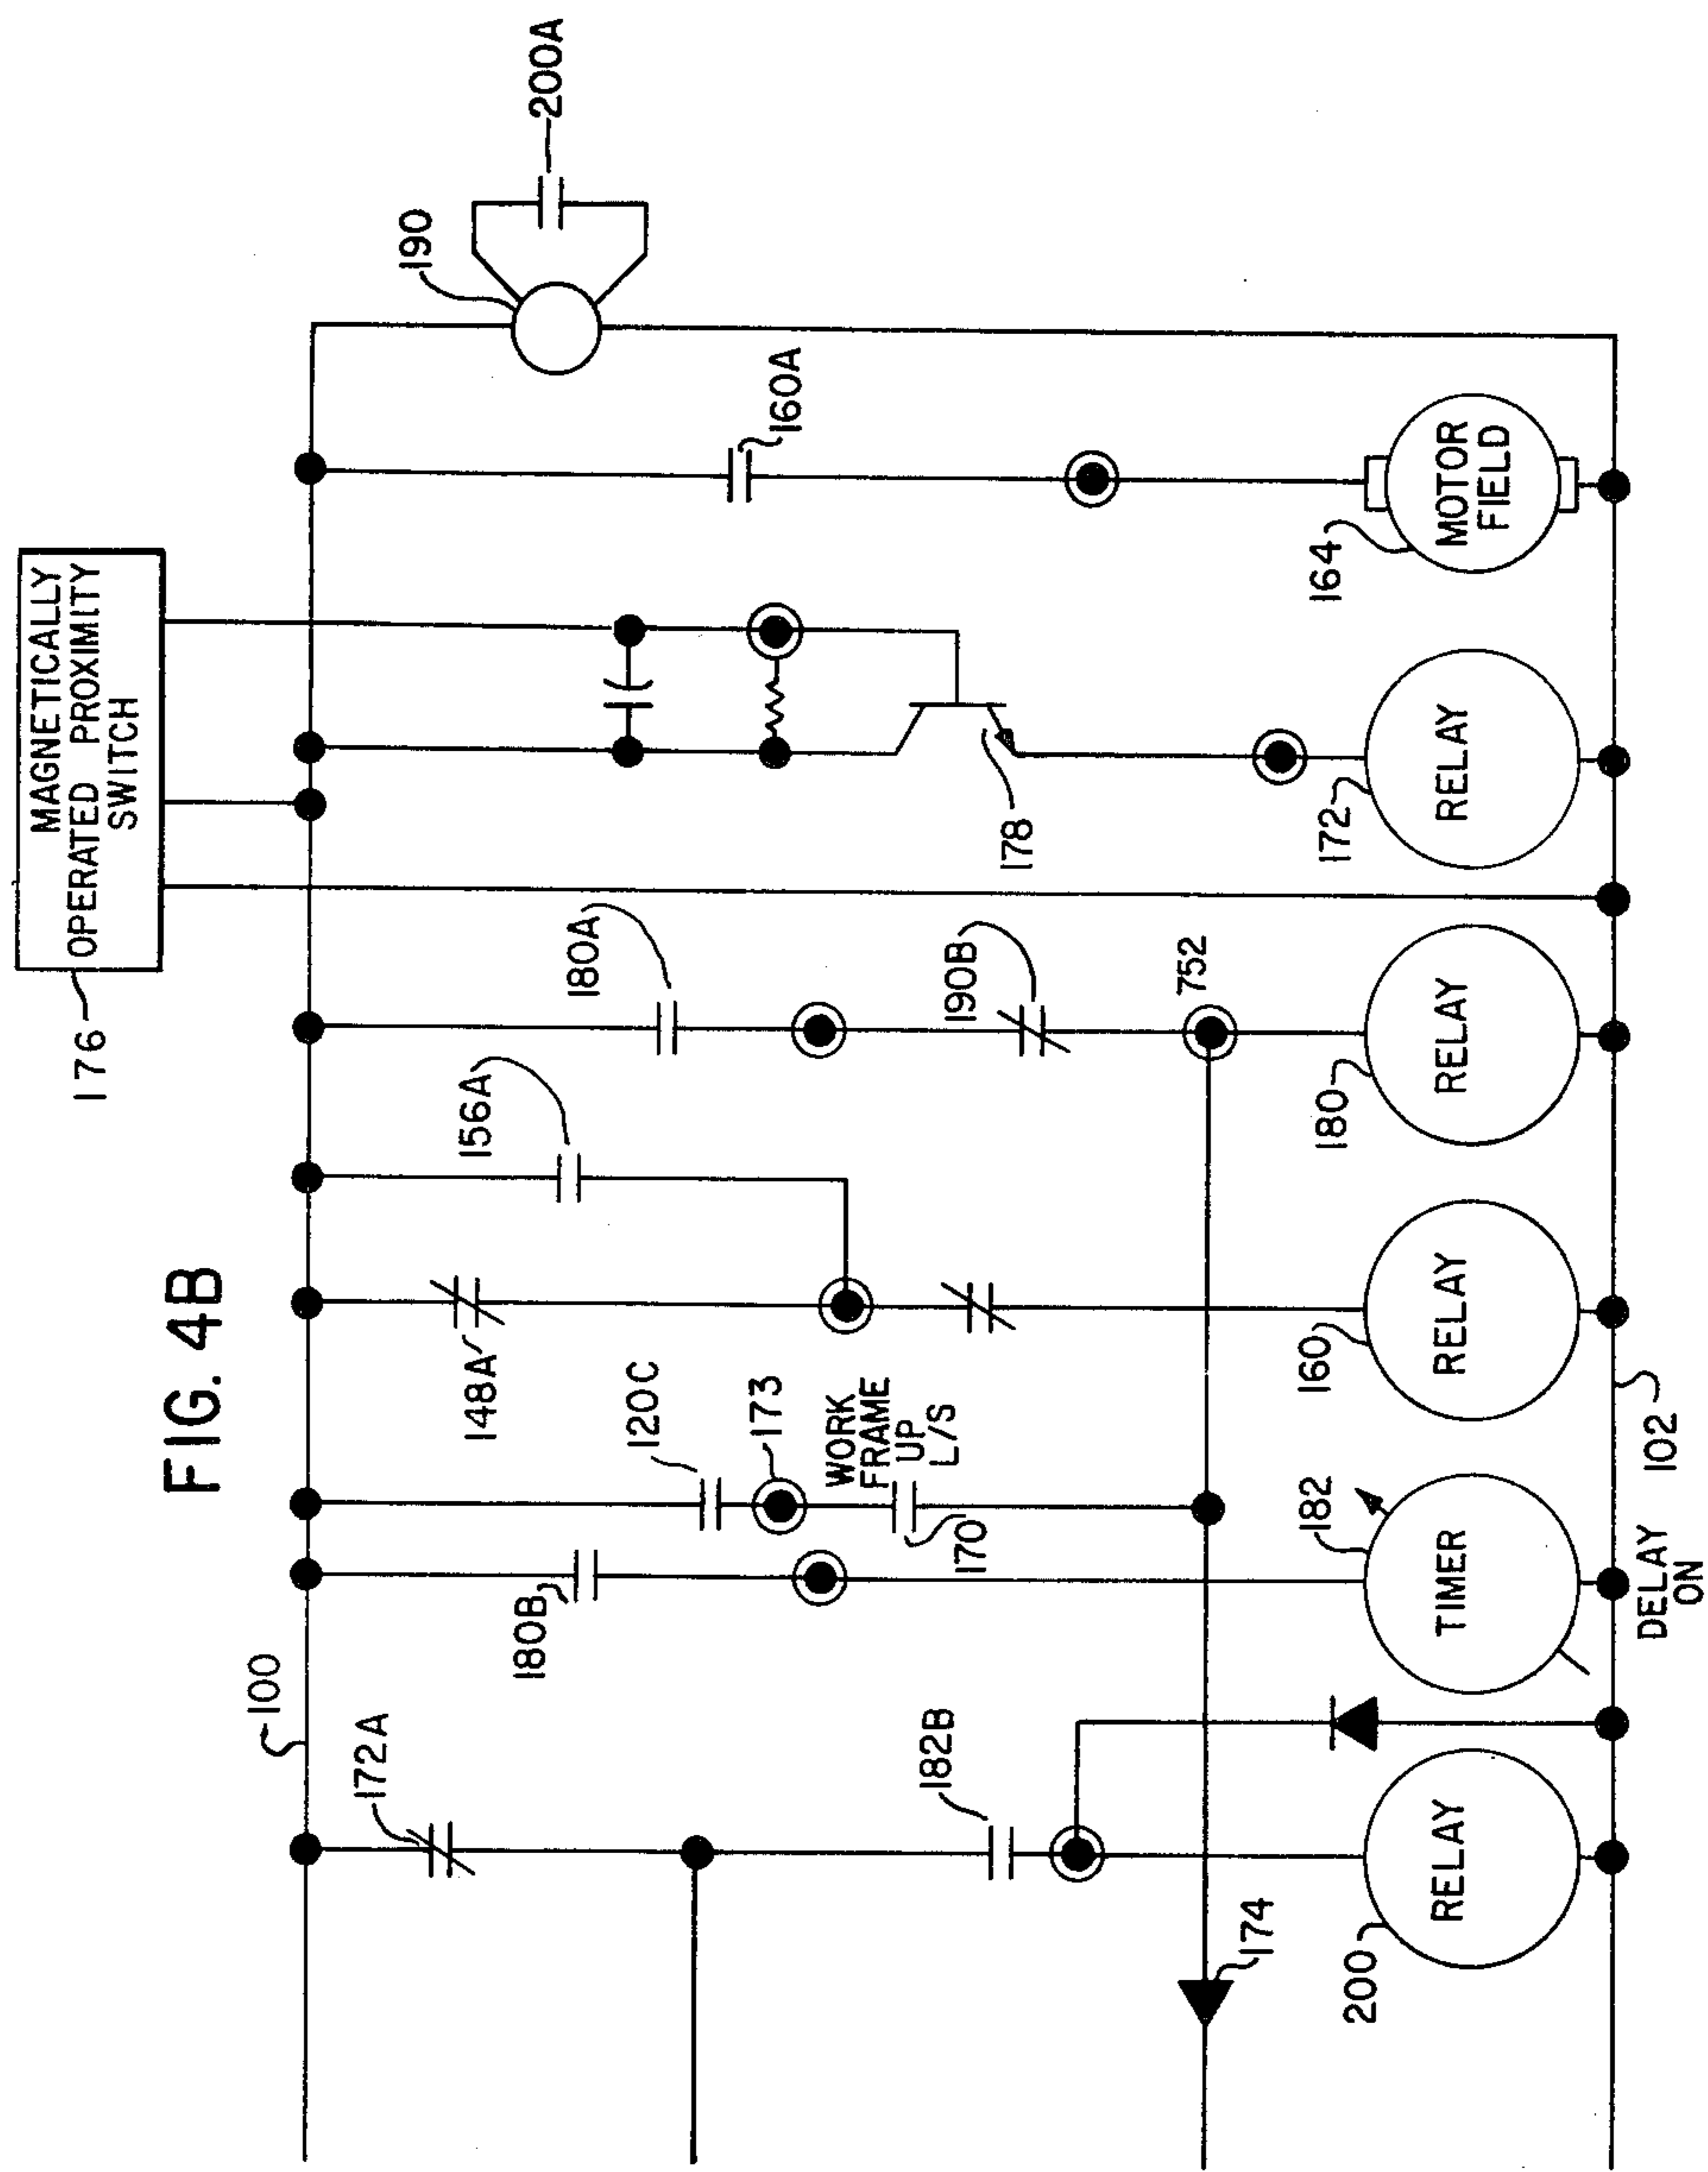 FIG. 4B
MAGNETICALLY
OPERATED PROXIMITY
SWITCH
176
200A
190
160A
180A
156A
148A
120C
173
WORK
FRAME
UP
L/S
170
180B
100
172A
182B
190B
752
178
174
200
RELAY
182
TIMER
DELAY
ON
102
160
RELAY
180
RELAY
172
RELAY
164
MOTOR
FIELD